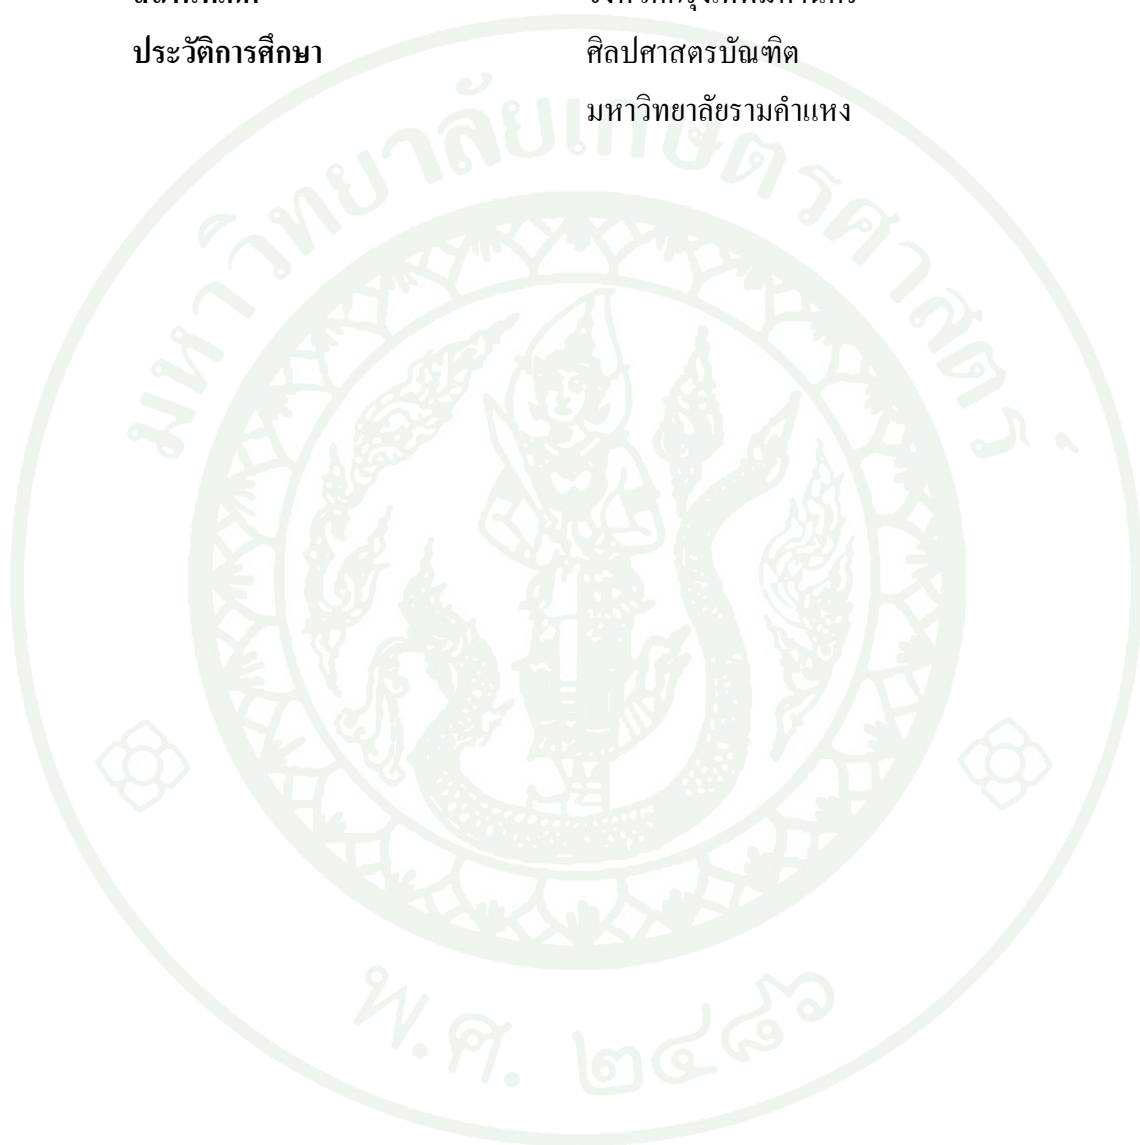 ประวัติการศึกษา ศิลปศาสตรบัณฑิต
มหาวิทยาลัยรามคำแหง
มหาวิทยาลัยเกษตรศาสตร์
พ.ศ. ๒๔๘๖